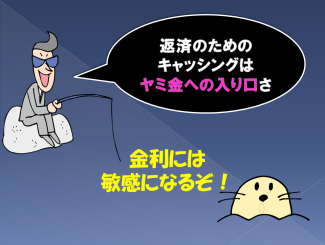 返済のための
キャッシングは
ヤミ金への入り口さ
金利には
敏感になるぞ！